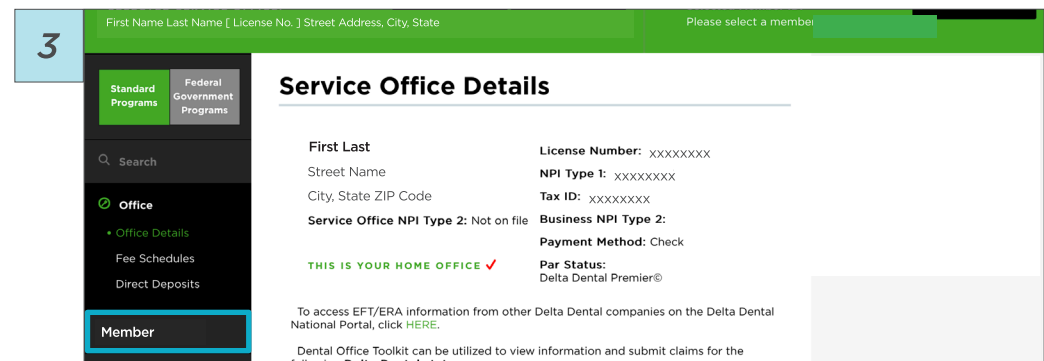 First Name Last Name [ License No. ] Street Address, City, State
Please select a member
3
Standard Programs
Federal Government Programs
Search
Office
• Office Details
Fee Schedules
Direct Deposits
Member
Service Office Details
First Last
Street Name
City, State ZIP Code
Service Office NPI Type 2: Not on file
THIS IS YOUR HOME OFFICE
License Number: XXXXXXXX
NPI Type 1: XXXXXXXX
Tax ID: XXXXXXXX
Business NPI Type 2:
Payment Method: Check
Par Status:
Delta Dental Premier©
To access EFT/ERA information from other Delta Dental companies on the Delta Dental
National Portal, click HERE.
Dental Office Toolkit can be utilized to view information and submit claims for the